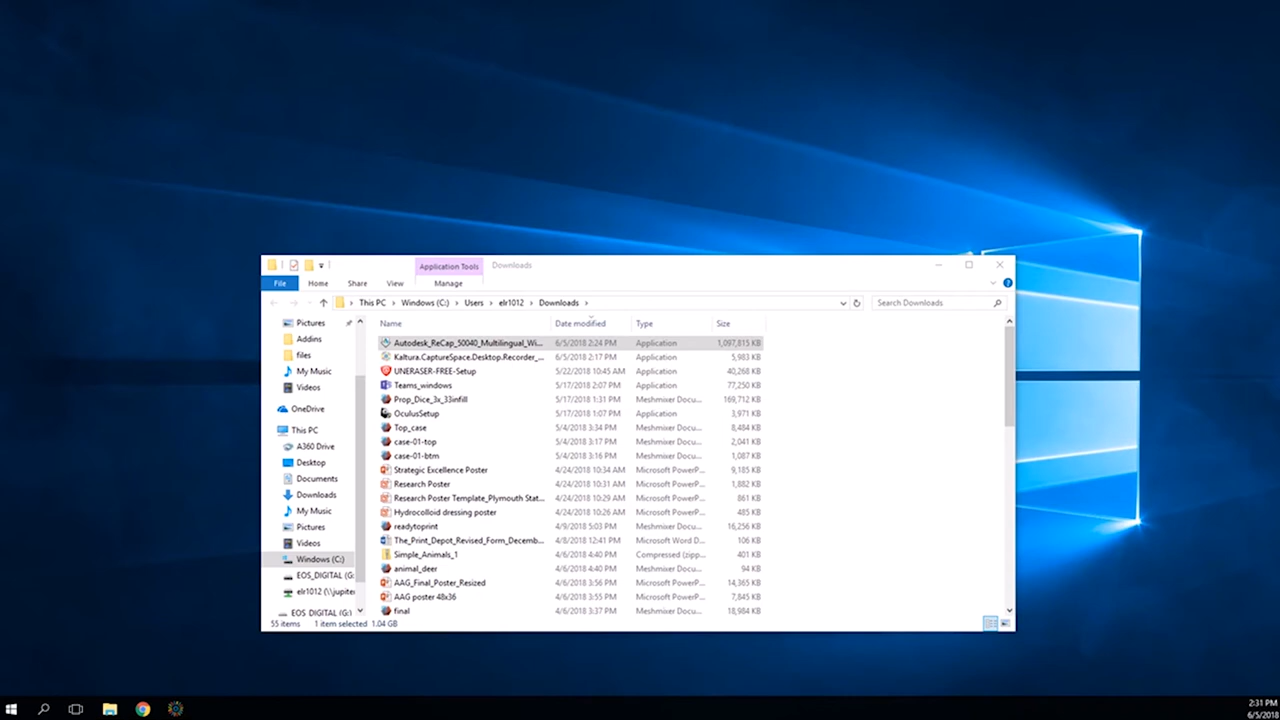 Application Tools Downloads
File Home Share View Manage
This PC Windows (C:) Users elr1012 Downloads Search Downloads
Name Date modified Type Size
Pictures
Addins
files
My Music
Videos
OneDrive
This PC
A360 Drive
Desktop
Documents
Downloads
My Music
Pictures
Videos
Windows (C:)
EOS_DIGITAL (G:
elr1012 (\\jupiter
EOS_DIGITAL (G:)
Autodesk_ReCap_50040_Multilingual_Wi... 6/5/2018 2:24 PM Application 1,097,815 KB
Kaltura.CaptureSpace.Desktop.Recorder_... 6/5/2018 2:17 PM Application 5,983 KB
UNERASER-FREE-Setup 5/22/2018 10:45 AM Application 40,268 KB
Teams_windows 5/17/2018 2:07 PM Application 77,250 KB
Prop_Dice_3x_33infill 5/17/2018 1:31 PM Meshmixer Docu... 169,712 KB
OculusSetup 5/17/2018 1:07 PM Application 3,971 KB
Top_case 5/4/2018 3:34 PM Meshmixer Docu... 8,484 KB
case-01-top 5/4/2018 3:17 PM Meshmixer Docu... 2,041 KB
case-01-btm 5/4/2018 3:16 PM Meshmixer Docu... 1,087 KB
Strategic Excellence Poster 4/24/2018 10:34 AM Microsoft PowerP... 9,185 KB
Research Poster 4/24/2018 10:31 AM Microsoft PowerP... 1,882 KB
Research Poster Template_Plymouth Stat... 4/24/2018 10:29 AM Microsoft PowerP... 861 KB
Hydrocolloid dressing poster 4/24/2018 10:26 AM Microsoft PowerP... 485 KB
readytoprint 4/9/2018 5:03 PM Meshmixer Docu... 16,256 KB
The_Print_Depot_Revised_Form_Decemb... 4/8/2018 12:41 PM Microsoft Word D... 106 KB
Simple_Animals_1 4/6/2018 4:40 PM Compressed (zipp... 401 KB
animal_deer 4/6/2018 4:40 PM Meshmixer Docu... 94 KB
AAG_Final_Poster_Resized 4/6/2018 3:56 PM Microsoft PowerP... 14,365 KB
AAG poster 48x36 4/6/2018 3:55 PM Microsoft PowerP... 7,845 KB
final 4/6/2018 3:37 PM Meshmixer Docu... 18,984 KB
55 items 1 item selected 1.04 GB
2:31 PM
6/5/2018